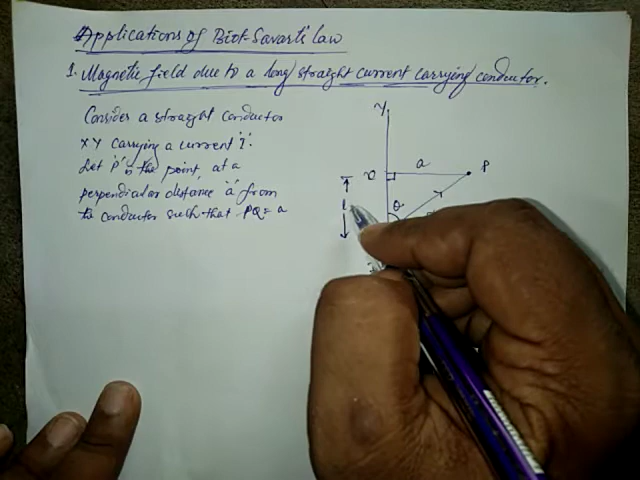 Applications of Biot-Savart's law
1. Magnetic field due to a long straight current carrying conductor.
Consider a straight conductor
XY carrying a current 'I'.
Let 'P' is the point, at a
perpendicular distance 'a' from
the conductor such that PQ = a
Y
O a P
l θ r